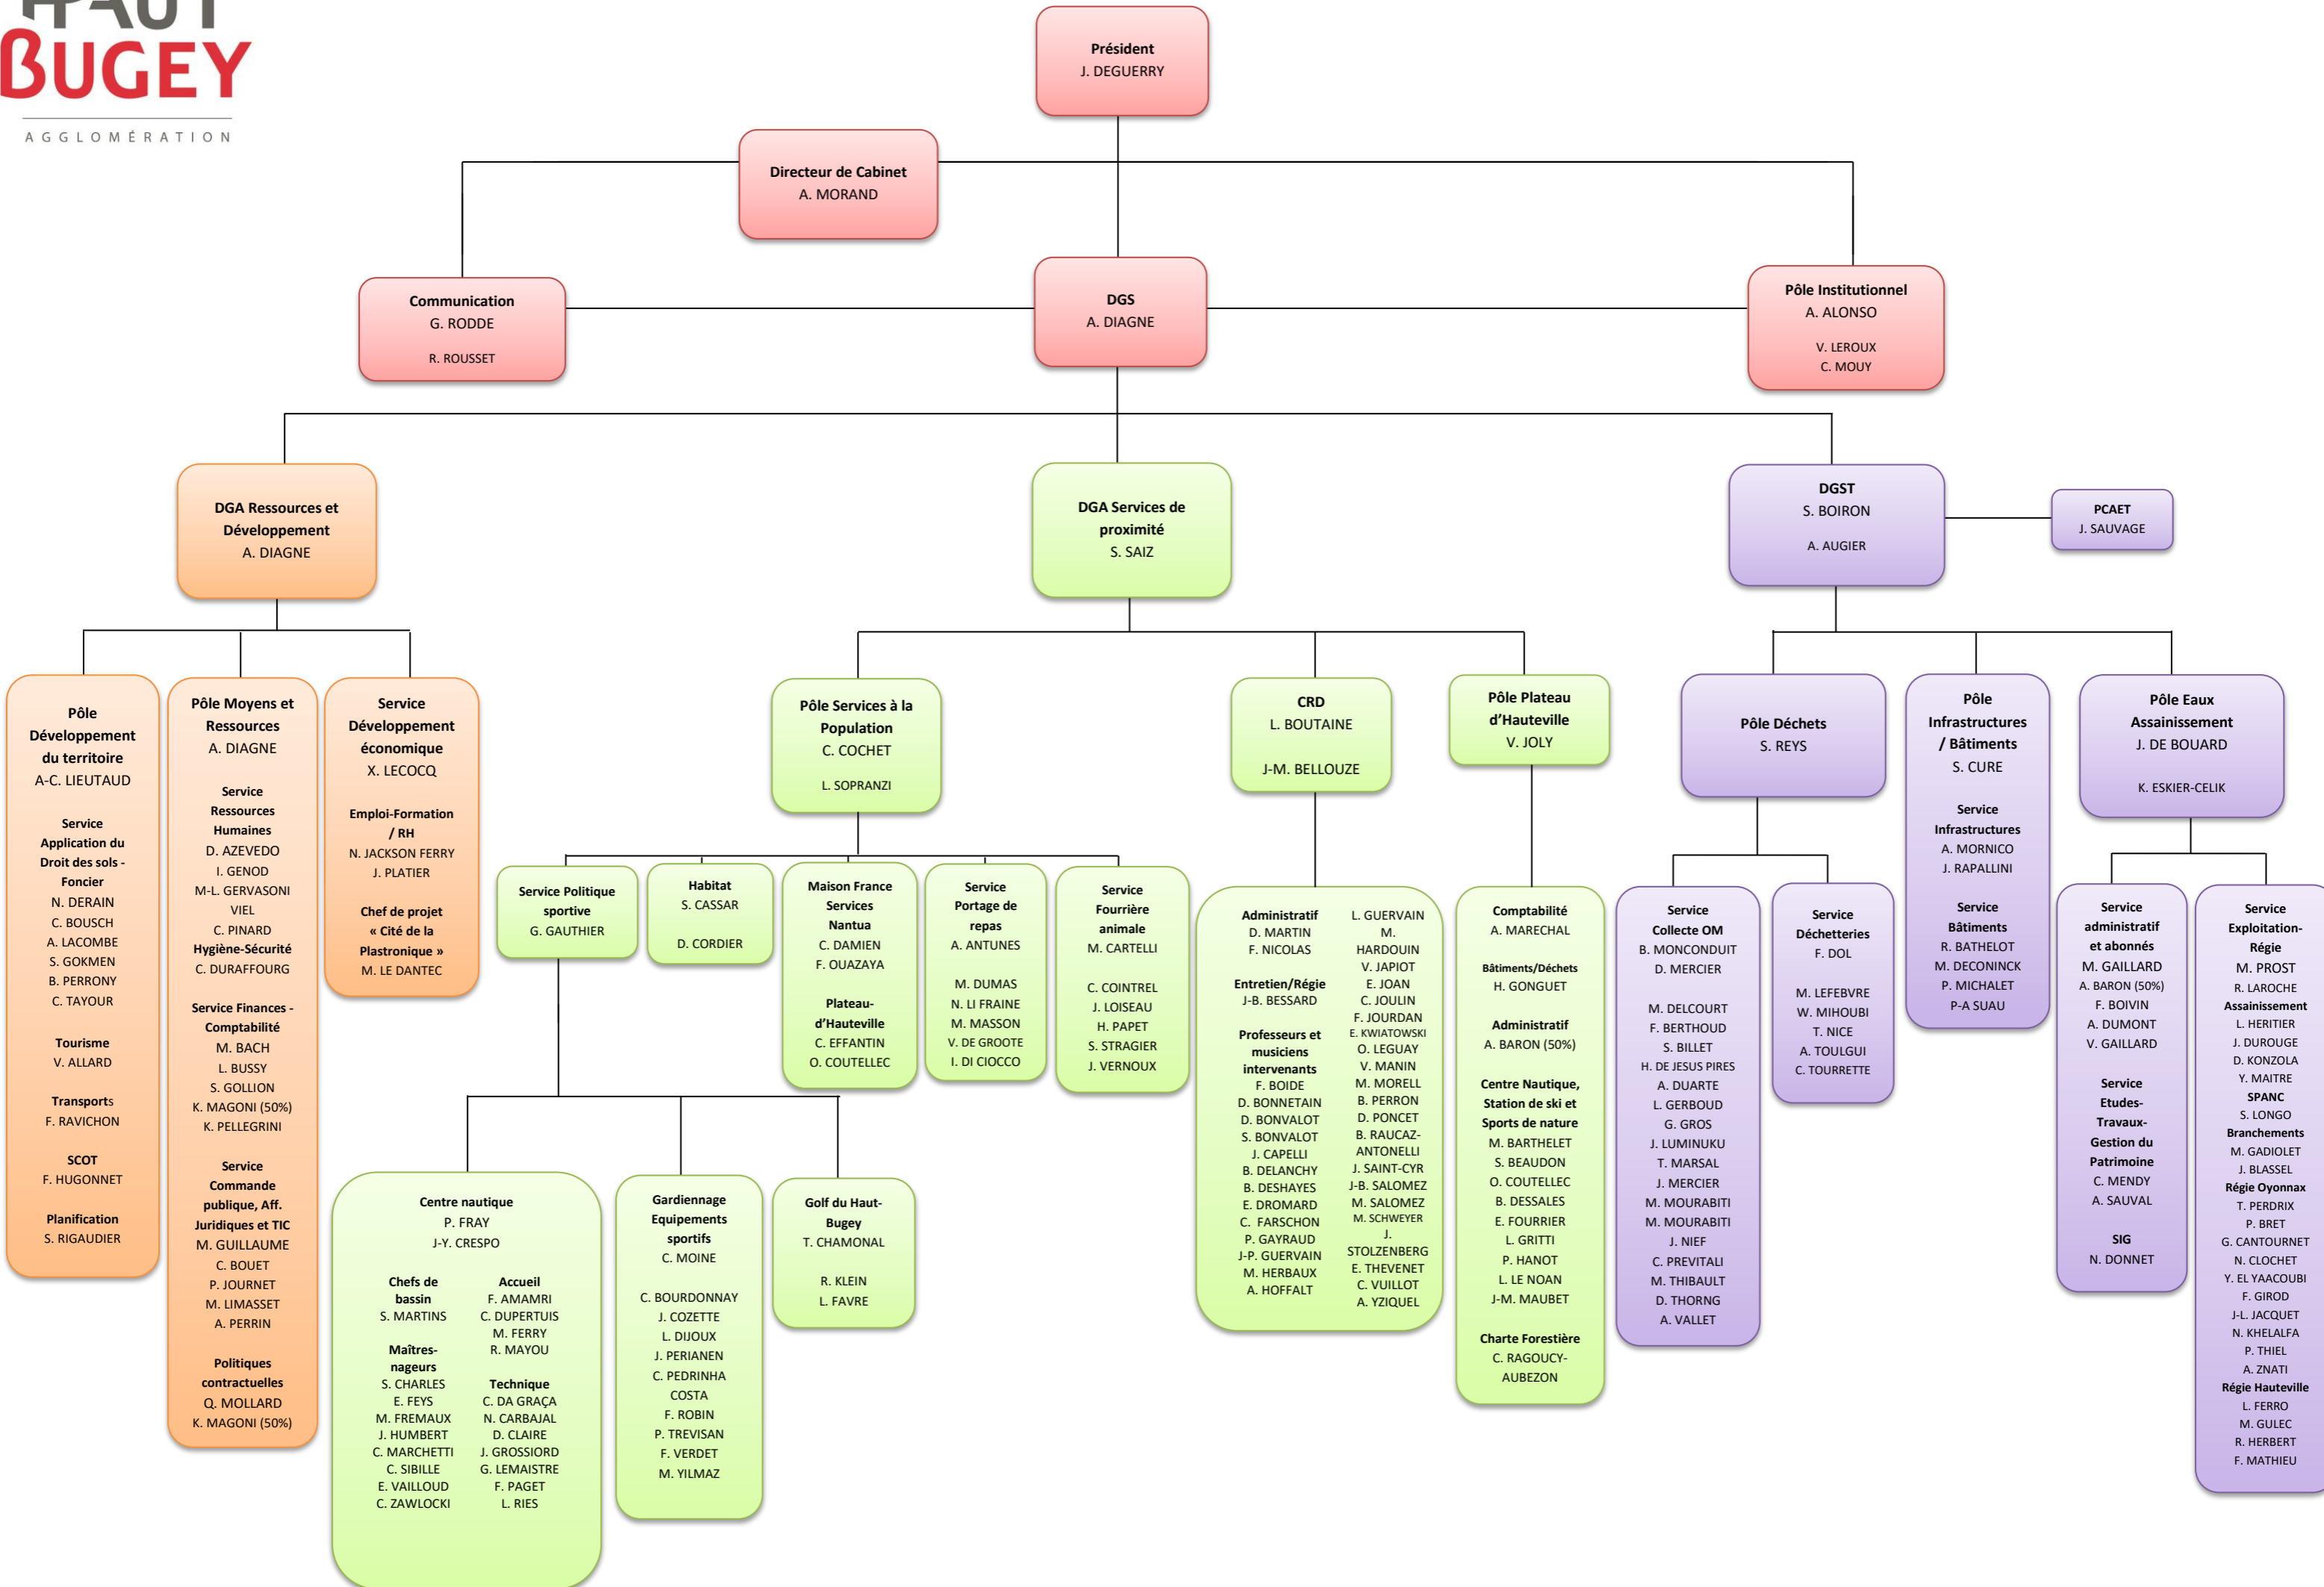 HAUT
BUGEY
AGGLOMÉRATION
Président
J. DEGUERRY
Directeur de Cabinet
A. MORAND
Communication
G. RODDE
R. ROUSSET
DGS
A. DIAGNE
Pôle Institutionnel
A. ALONSO
V. LEROUX
C. MOUY
DGA Ressources et
Développement
A. DIAGNE
DGA Services de
proximité
S. SAIZ
DGST
S. BOIRON
A. AUGIER
PCAET
J. SAUVAGE
Pôle
Développement
du territoire
A-C. LIEUTAUD
Service
Application du
Droit des sols -
Foncier
N. DERAIN
C. BOUSCH
A. LACOMBE
S. GOKMEN
B. PERRONY
C. TAYOUR
Tourisme
V. ALLARD
Transports
F. RAVICHON
SCOT
F. HUGONNET
Planification
S. RIGAUDIER
Pôle Moyens et
Ressources
A. DIAGNE
Service
Ressources
Humaines
D. AZEVEDO
I. GENOD
M-L. GERVASONI
VIEL
C. PINARD
Hygiène-Sécurité
C. DURAFFOURG
Service Finances -
Comptabilité
M. BACH
L. BUSSY
S. GOLLION
K. MAGONI (50%)
K. PELLEGRINI
Service
Commande
publique, Aff.
Juridiques et TIC
M. GUILLAUME
C. BOUET
P. JOURNET
M. LIMASSET
A. PERRIN
Politiques
contractuelles
Q. MOLLARD
K. MAGONI (50%)
Service
Développement
économique
X. LECOCQ
Emploi-Formation
/ RH
N. JACKSON FERRY
J. PLATIER
Chef de projet
« Cité de la
Plastronique »
M. LE DANTEC
Pôle Services à la
Population
C. COCHET
L. SOPRANZI
CRD
L. BOUTAINE
J-M. BELLOUZE
Pôle Plateau
d’Hauteville
V. JOLY
Pôle Déchets
S. REYS
Pôle
Infrastructures
/ Bâtiments
S. CURE
Service
Infrastructures
A. MORNICO
J. RAPALLINI
Service
Bâtiments
R. BATHELOT
M. DECONINCK
P. MICHALET
P-A SUAU
Pôle Eaux
Assainissement
J. DE BOUARD
K. ESKIER-CELIK
Service Politique
sportive
G. GAUTHIER
Habitat
S. CASSAR
D. CORDIER
Maison France
Services
Nantua
C. DAMIEN
F. OUAZAYA
Plateau-
d’Hauteville
C. EFFANTIN
O. COUTELLEC
Service
Portage de
repas
A. ANTUNES
M. DUMAS
N. LI FRAINE
M. MASSON
V. DE GROOTE
I. DI CIOCCO
Service
Fourrière
animale
M. CARTELLI
C. COINTREL
J. LOISEAU
H. PAPET
S. STRAGIER
J. VERNOUX
Administratif
D. MARTIN
F. NICOLAS
Entretien/Régie
J-B. BESSARD
Professeurs et
musiciens
intervenants
F. BOIDE
D. BONNETAIN
D. BONVALOT
S. BONVALOT
J. CAPELLI
B. DELANCHY
B. DESHAYES
E. DROMARD
C. FARSCHON
P. GAYRAUD
J-P. GUERVAIN
M. HERBAUX
A. HOFFALT
L. GUERVAIN
M.
HARDOUIN
V. JAPIOT
E. JOAN
C. JOULIN
F. JOURDAN
E. KWIATOWSKI
O. LEGUAY
V. MANIN
M. MORELL
B. PERRON
D. PONCET
B. RAUCAZ-
ANTONELLI
J. SAINT-CYR
J-B. SALOMEZ
M. SALOMEZ
M. SCHWEYER
J.
STOLZENBERG
E. THEVENET
C. VUILLOT
A. YZIQUEL
Comptabilité
A. MARECHAL
Bâtiments/Déchets
H. GONGUET
Administratif
A. BARON (50%)
Centre Nautique,
Station de ski et
Sports de nature
M. BARTHELET
S. BEAUDON
O. COUTELLEC
B. DESSALES
E. FOURRIER
L. GRITTI
P. HANOT
L. LE NOAN
J-M. MAUBET
Charte Forestière
C. RAGOUCY-
AUBEZON
Service
Collecte OM
B. MONCONDUIT
D. MERCIER
M. DELCOURT
F. BERTHOUD
S. BILLET
H. DE JESUS PIRES
A. DUARTE
L. GERBOUD
G. GROS
J. LUMINUKU
T. MARSAL
J. MERCIER
M. MOURABITI
M. MOURABITI
J. NIEF
C. PREVITALI
M. THIBAULT
D. THORNG
A. VALLET
Service
Déchetteries
F. DOL
M. LEFEBVRE
W. MIHOUBI
T. NICE
A. TOULGUI
C. TOURRETTE
Service
administratif
et abonnés
M. GAILLARD
A. BARON (50%)
F. BOIVIN
A. DUMONT
V. GAILLARD
Service
Etudes-
Travaux-
Gestion du
Patrimoine
C. MENDY
A. SAUVAL
SIG
N. DONNET
Service
Exploitation-
Régie
M. PROST
R. LAROCHE
Assainissement
L. HERITIER
J. DUROUGE
D. KONZOLA
Y. MAITRE
SPANC
S. LONGO
Branchements
M. GADIOLET
J. BLASSEL
Régie Oyonnax
T. PERDRIX
P. BRET
G. CANTOURNET
N. CLOCHET
Y. EL YAACOUBI
F. GIROD
J-L. JACQUET
N. KHELALFA
P. THIEL
A. ZNATI
Régie Hauteville
L. FERRO
M. GULEC
R. HERBERT
F. MATHIEU
Centre nautique
P. FRAY
J-Y. CRESPO
Chefs de
bassin
S. MARTINS
Maîtres-
nageurs
S. CHARLES
E. FEYS
M. FREMAUX
J. HUMBERT
C. MARCHETTI
C. SIBILLE
E. VAILLOUD
C. ZAWLOCKI
Accueil
F. AMAMRI
C. DUPERTUIS
M. FERRY
R. MAYOU
Technique
C. DA GRAÇA
N. CARBAJAL
D. CLAIRE
J. GROSSIORD
G. LEMAISTRE
F. PAGET
L. RIES
Gardiennage
Equipements
sportifs
C. MOINE
C. BOURDONNAY
J. COZETTE
L. DIJOUX
J. PERIANEN
C. PEDRINHA
COSTA
F. ROBIN
P. TREVISAN
F. VERDET
M. YILMAZ
Golf du Haut-
Bugey
T. CHAMONAL
R. KLEIN
L. FAVRE